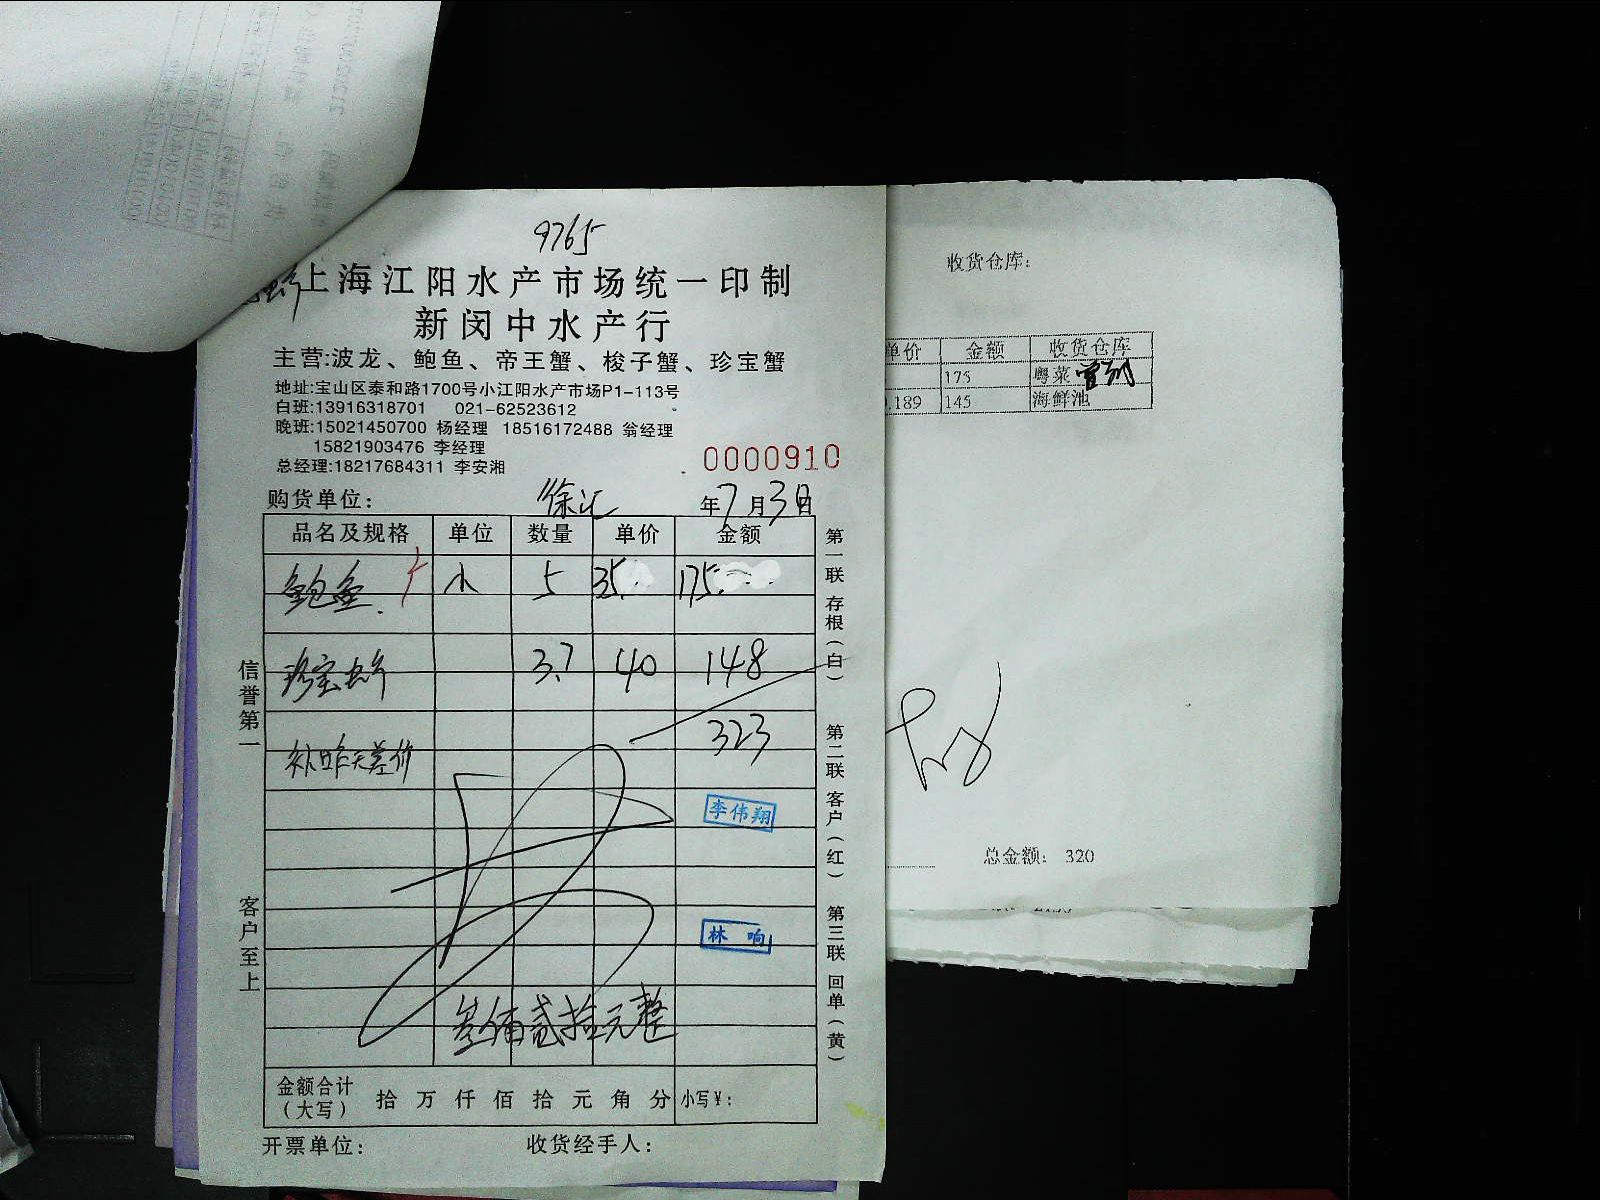 9765
上海江阳水产市场统一印制
新闵中水产行
主营:波龙、鲍鱼、帝王蟹、梭子蟹、珍宝蟹
地址:宝山区泰和路1700号小江阳水产市场P1-113号
白班:13916318701 021-62523612
晚班:15021450700 杨经理 18516172488 翁经理
15821903476 李经理
总经理:18217684311 李安湘
0000910
购货单位: 徐汇 年7月3日
品名及规格 单位 数量 单价 金额
鲍鱼 小 5 35 175
珍宝蟹 3.7 40 148
323
补昨天差价
李伟翔
林响
叁佰贰拾元整
金额合计(大写) 拾万仟佰拾元角分 小写¥:
开票单位: 收货经手人:
信誉第一 客户至上
第一联存根(白) 第二联客户(红) 第三联回单(黄)
收货仓库:
单价 金额 收货仓库
175 粤菜
.189 145 海鲜池
总金额: 320